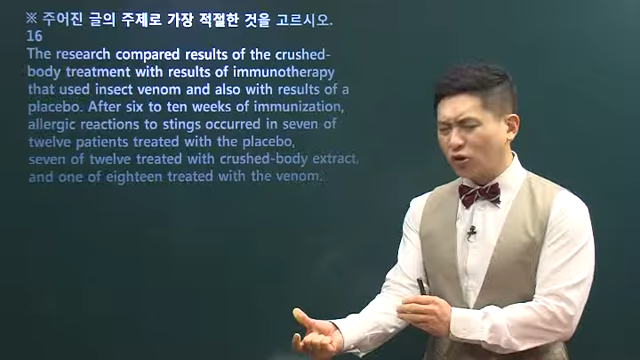 ※ 주어진 글의 주제로 가장 적절한 것을 고르시오.
16
The research compared results of the crushed-
body treatment with results of immunotherapy
that used insect venom and also with results of a
placebo. After six to ten weeks of immunization,
allergic reactions to stings occurred in seven of
twelve patients treated with the placebo,
seven of twelve treated with crushed-body extract,
and one of eighteen treated with the venom.